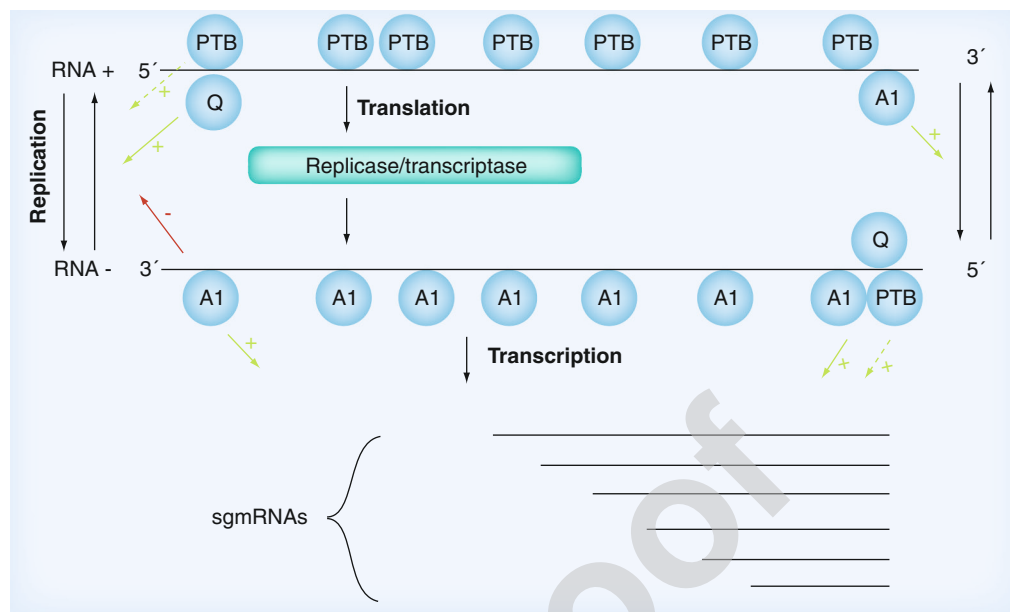 PTB PTB PTB PTB PTB PTB PTB
RNA + 5´ 3´
+ Q Translation A1
+ +
Replication
Replicase/transcriptase
-
Q
RNA - 3´ 5´
A1 A1 A1 A1 A1 A1 A1 PTB
+ Transcription + +
sgmRNAs
oof